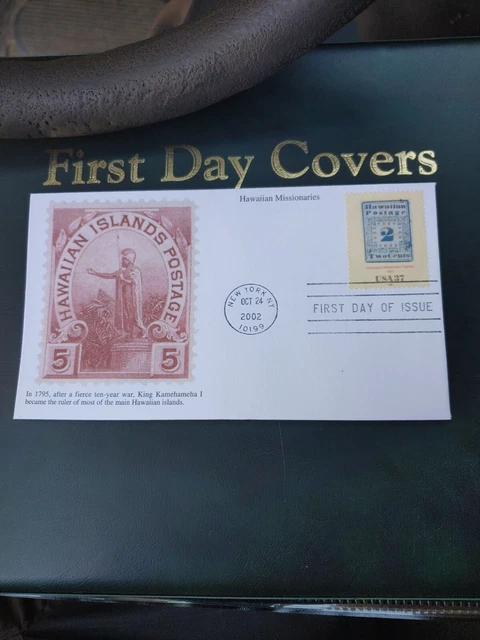 First Day Covers
Hawaiian Missionaries
HAWAIIAN ISLANDS POSTAGE
5 5
In 1795, after a fierce ten-year war, King Kamehameha I
became the ruler of most of the main Hawaiian islands.
NEW YORK NY
OCT 24
2002
10199
Hawaiian
Postage
2
Two Cents
USA 37
FIRST DAY OF ISSUE